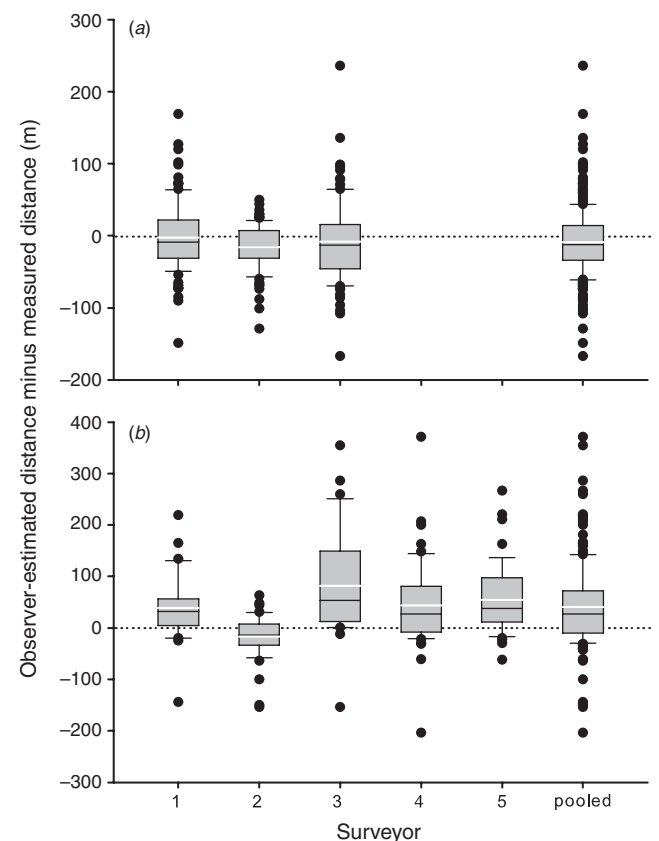 Observer-estimated distance minus measured distance (m)
(a)
300
200
100
0
–100
–200
(b)
400
300
200
100
0
–100
–200
–300
1 2 3 4 5 pooled
Surveyor